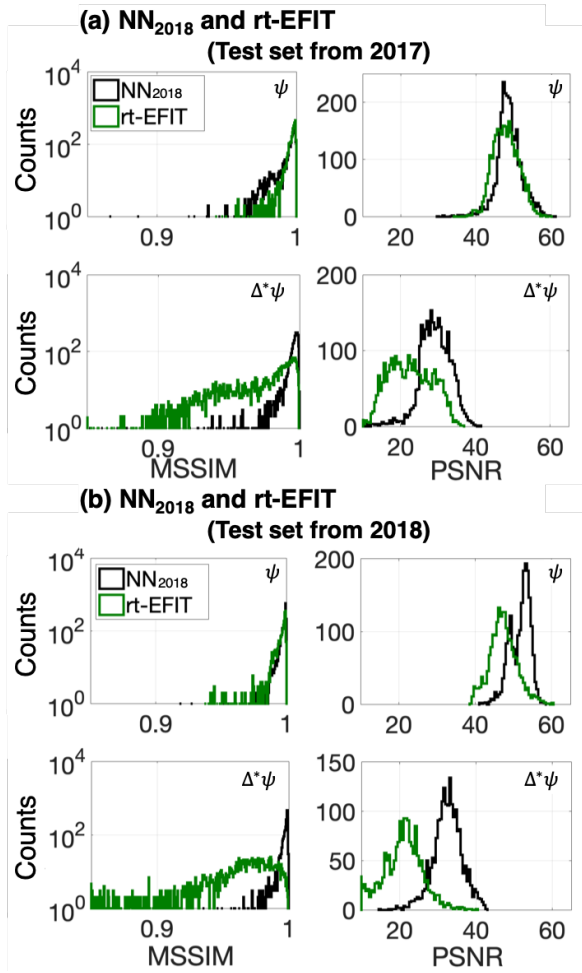 (a) NN2018 and rt-EFIT
(Test set from 2017)
NN2018
rt-EFIT
ψ
Counts
10^4
10^2
10^0
0.9
1
ψ
200
100
0
20
40
60
Δ*ψ
Counts
10^4
10^2
10^0
0.9
1
MSSIM
Δ*ψ
200
100
0
20
40
60
PSNR
(b) NN2018 and rt-EFIT
(Test set from 2018)
NN2018
rt-EFIT
ψ
Counts
10^4
10^2
10^0
0.9
1
ψ
200
100
0
20
40
60
Δ*ψ
Counts
10^4
10^2
10^0
0.9
1
MSSIM
Δ*ψ
150
100
50
0
20
40
60
PSNR